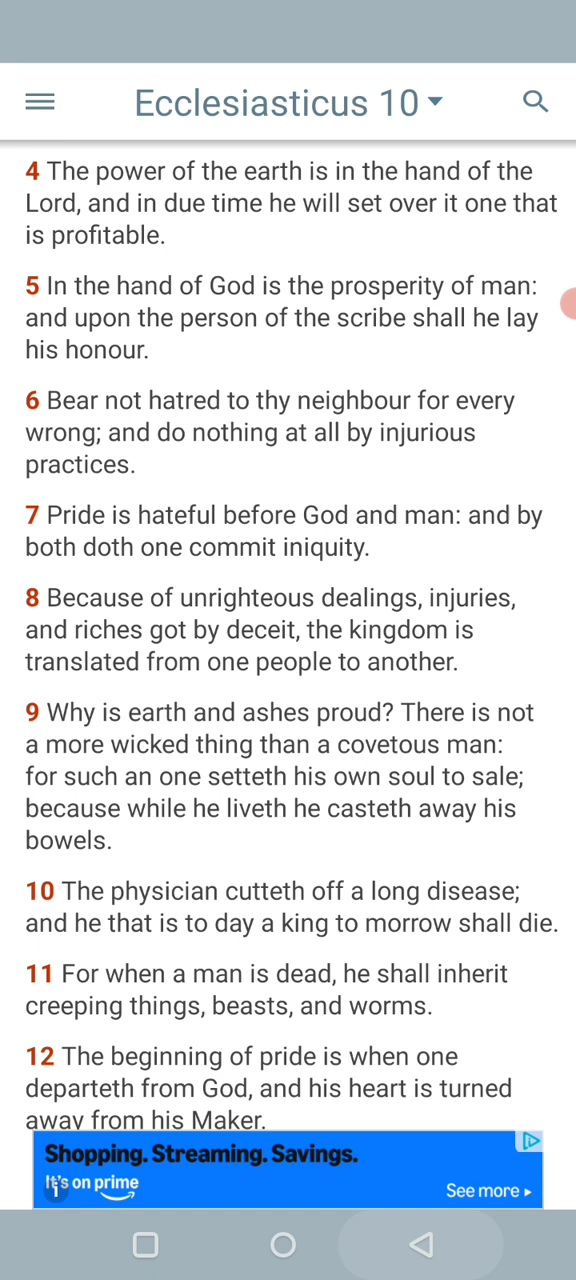 Ecclesiasticus 10
4 The power of the earth is in the hand of the
Lord, and in due time he will set over it one that
is profitable.
5 In the hand of God is the prosperity of man:
and upon the person of the scribe shall he lay
his honour.
6 Bear not hatred to thy neighbour for every
wrong; and do nothing at all by injurious
practices.
7 Pride is hateful before God and man: and by
both doth one commit iniquity.
8 Because of unrighteous dealings, injuries,
and riches got by deceit, the kingdom is
translated from one people to another.
9 Why is earth and ashes proud? There is not
a more wicked thing than a covetous man:
for such an one setteth his own soul to sale;
because while he liveth he casteth away his
bowels.
10 The physician cutteth off a long disease;
and he that is to day a king to morrow shall die.
11 For when a man is dead, he shall inherit
creeping things, beasts, and worms.
12 The beginning of pride is when one
departeth from God, and his heart is turned
away from his Maker.
Shopping. Streaming. Savings.
It's on prime
See more ▸